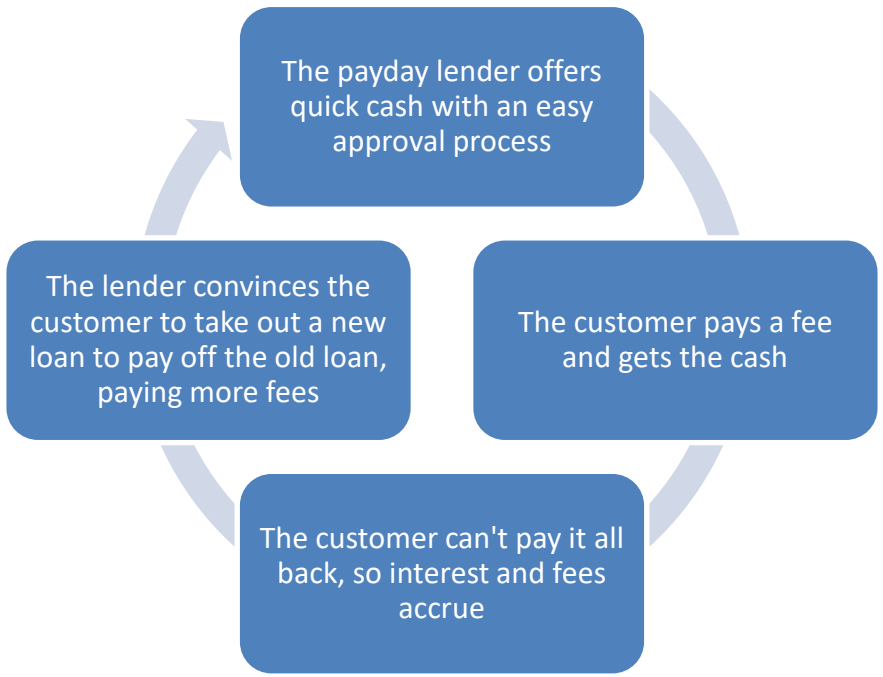 The payday lender offers
quick cash with an easy
approval process
The customer pays a fee
and gets the cash
The customer can't pay it all
back, so interest and fees
accrue
The lender convinces the
customer to take out a new
loan to pay off the old loan,
paying more fees